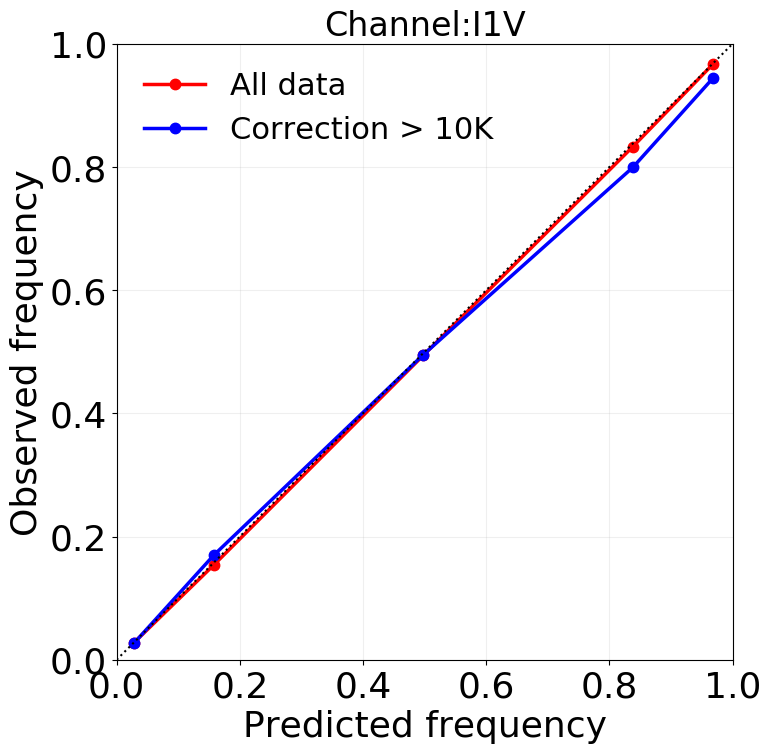 Channel:I1V
All data
Correction > 10K
1.0
0.8
0.6
0.4
0.2
0.0
0.0 0.2 0.4 0.6 0.8 1.0
Observed frequency
Predicted frequency